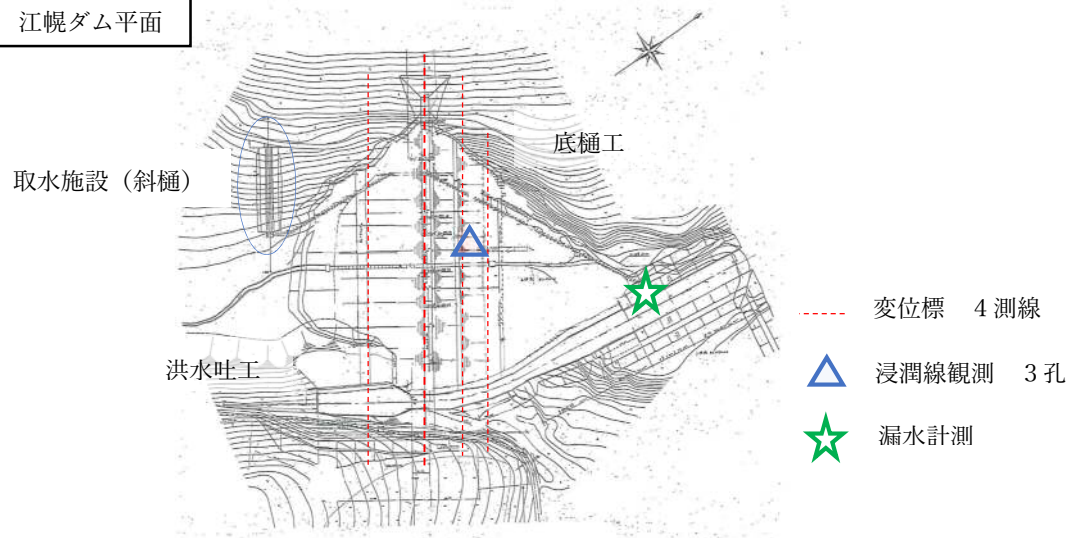 江幌ダム平面
底樋工
取水施設（斜樋）
変位標　４測線
洪水吐工
浸潤線観測　３孔
漏水計測